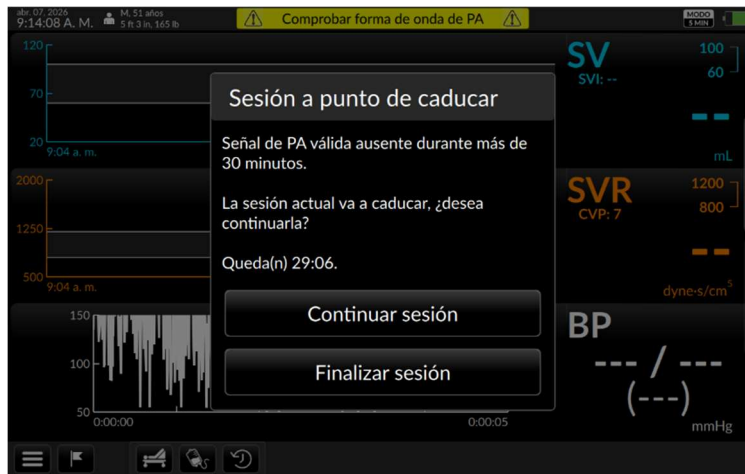 abr. 07, 2026
9:14:08 A. M.
M, 51 años
5 ft 3 in, 165 lb
Comprobar forma de onda de PA
MODO
5 MIN
120
70
20
9:04 a. m.
SV
SVI: --
100
60
--
mL
Sesión a punto de caducar
Señal de PA válida ausente durante más de
30 minutos.
La sesión actual va a caducar, ¿desea
continuarla?
Queda(n) 29:06.
Continuar sesión
Finalizar sesión
2000
1250
500
9:04 a. m.
SVR
CVP: 7
1200
800
--
dyne·s/cm⁵
150
100
50
0:00:00
0:00:05
BP
--- / ---
(---)
mmHg